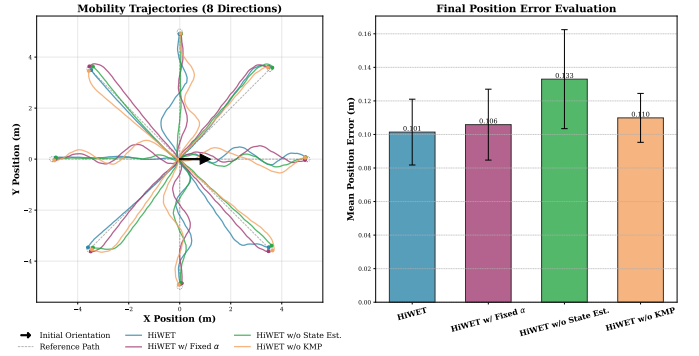 Mobility Trajectories (8 Directions)
Y Position (m)
4
2
0
−2
−4
−4 −2 0 2 4
X Position (m)
Initial Orientation
Reference Path
HiWET
HiWET w/ Fixed α
HiWET w/o State Est.
HiWET w/o KMP
Final Position Error Evaluation
Mean Position Error (m)
0.16
0.14
0.12
0.10
0.08
0.06
0.04
0.02
0.00
0.101
0.106
0.133
0.110
HiWET
HiWET w/ Fixed α
HiWET w/o State Est.
HiWET w/o KMP